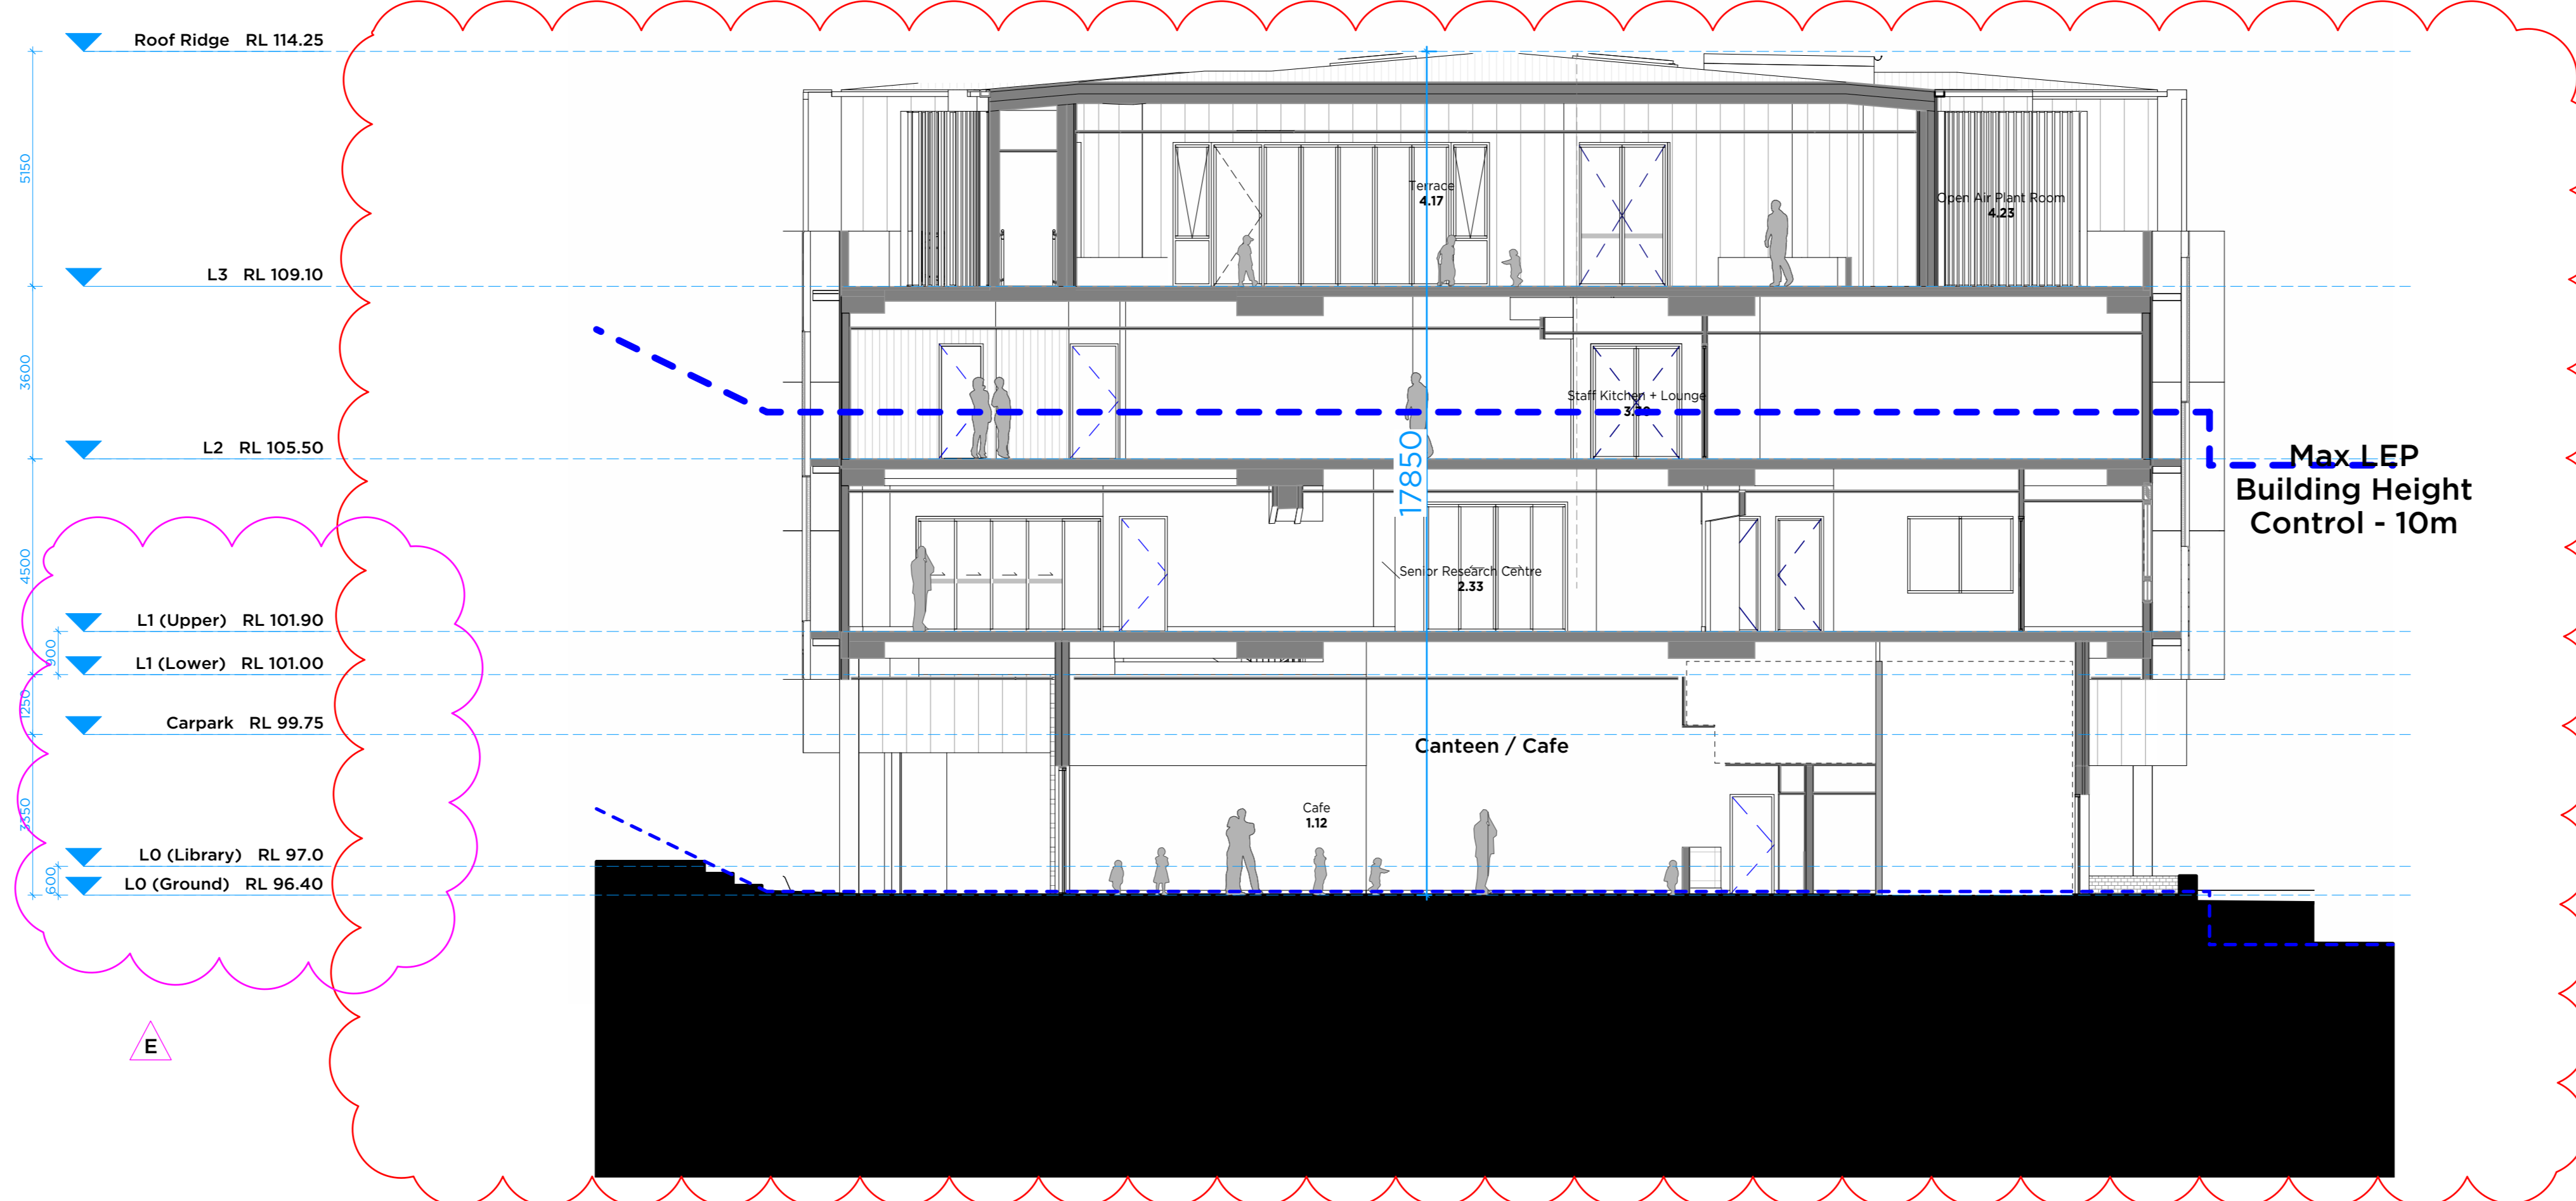 Roof Ridge RL 114.25
5150
Terrace
4.17
Open Air Plant Room
4.23
L3 RL 109.10
3600
Staff Kitchen + Lounge
L2 RL 105.50
17850
Max LEP
Building Height
Control - 10m
4500
Senior Research Centre
2.33
L1 (Upper) RL 101.90
900
L1 (Lower) RL 101.00
1250
Carpark RL 99.75
Canteen / Cafe
3350
Cafe
1.12
L0 (Library) RL 97.0
600
L0 (Ground) RL 96.40
E